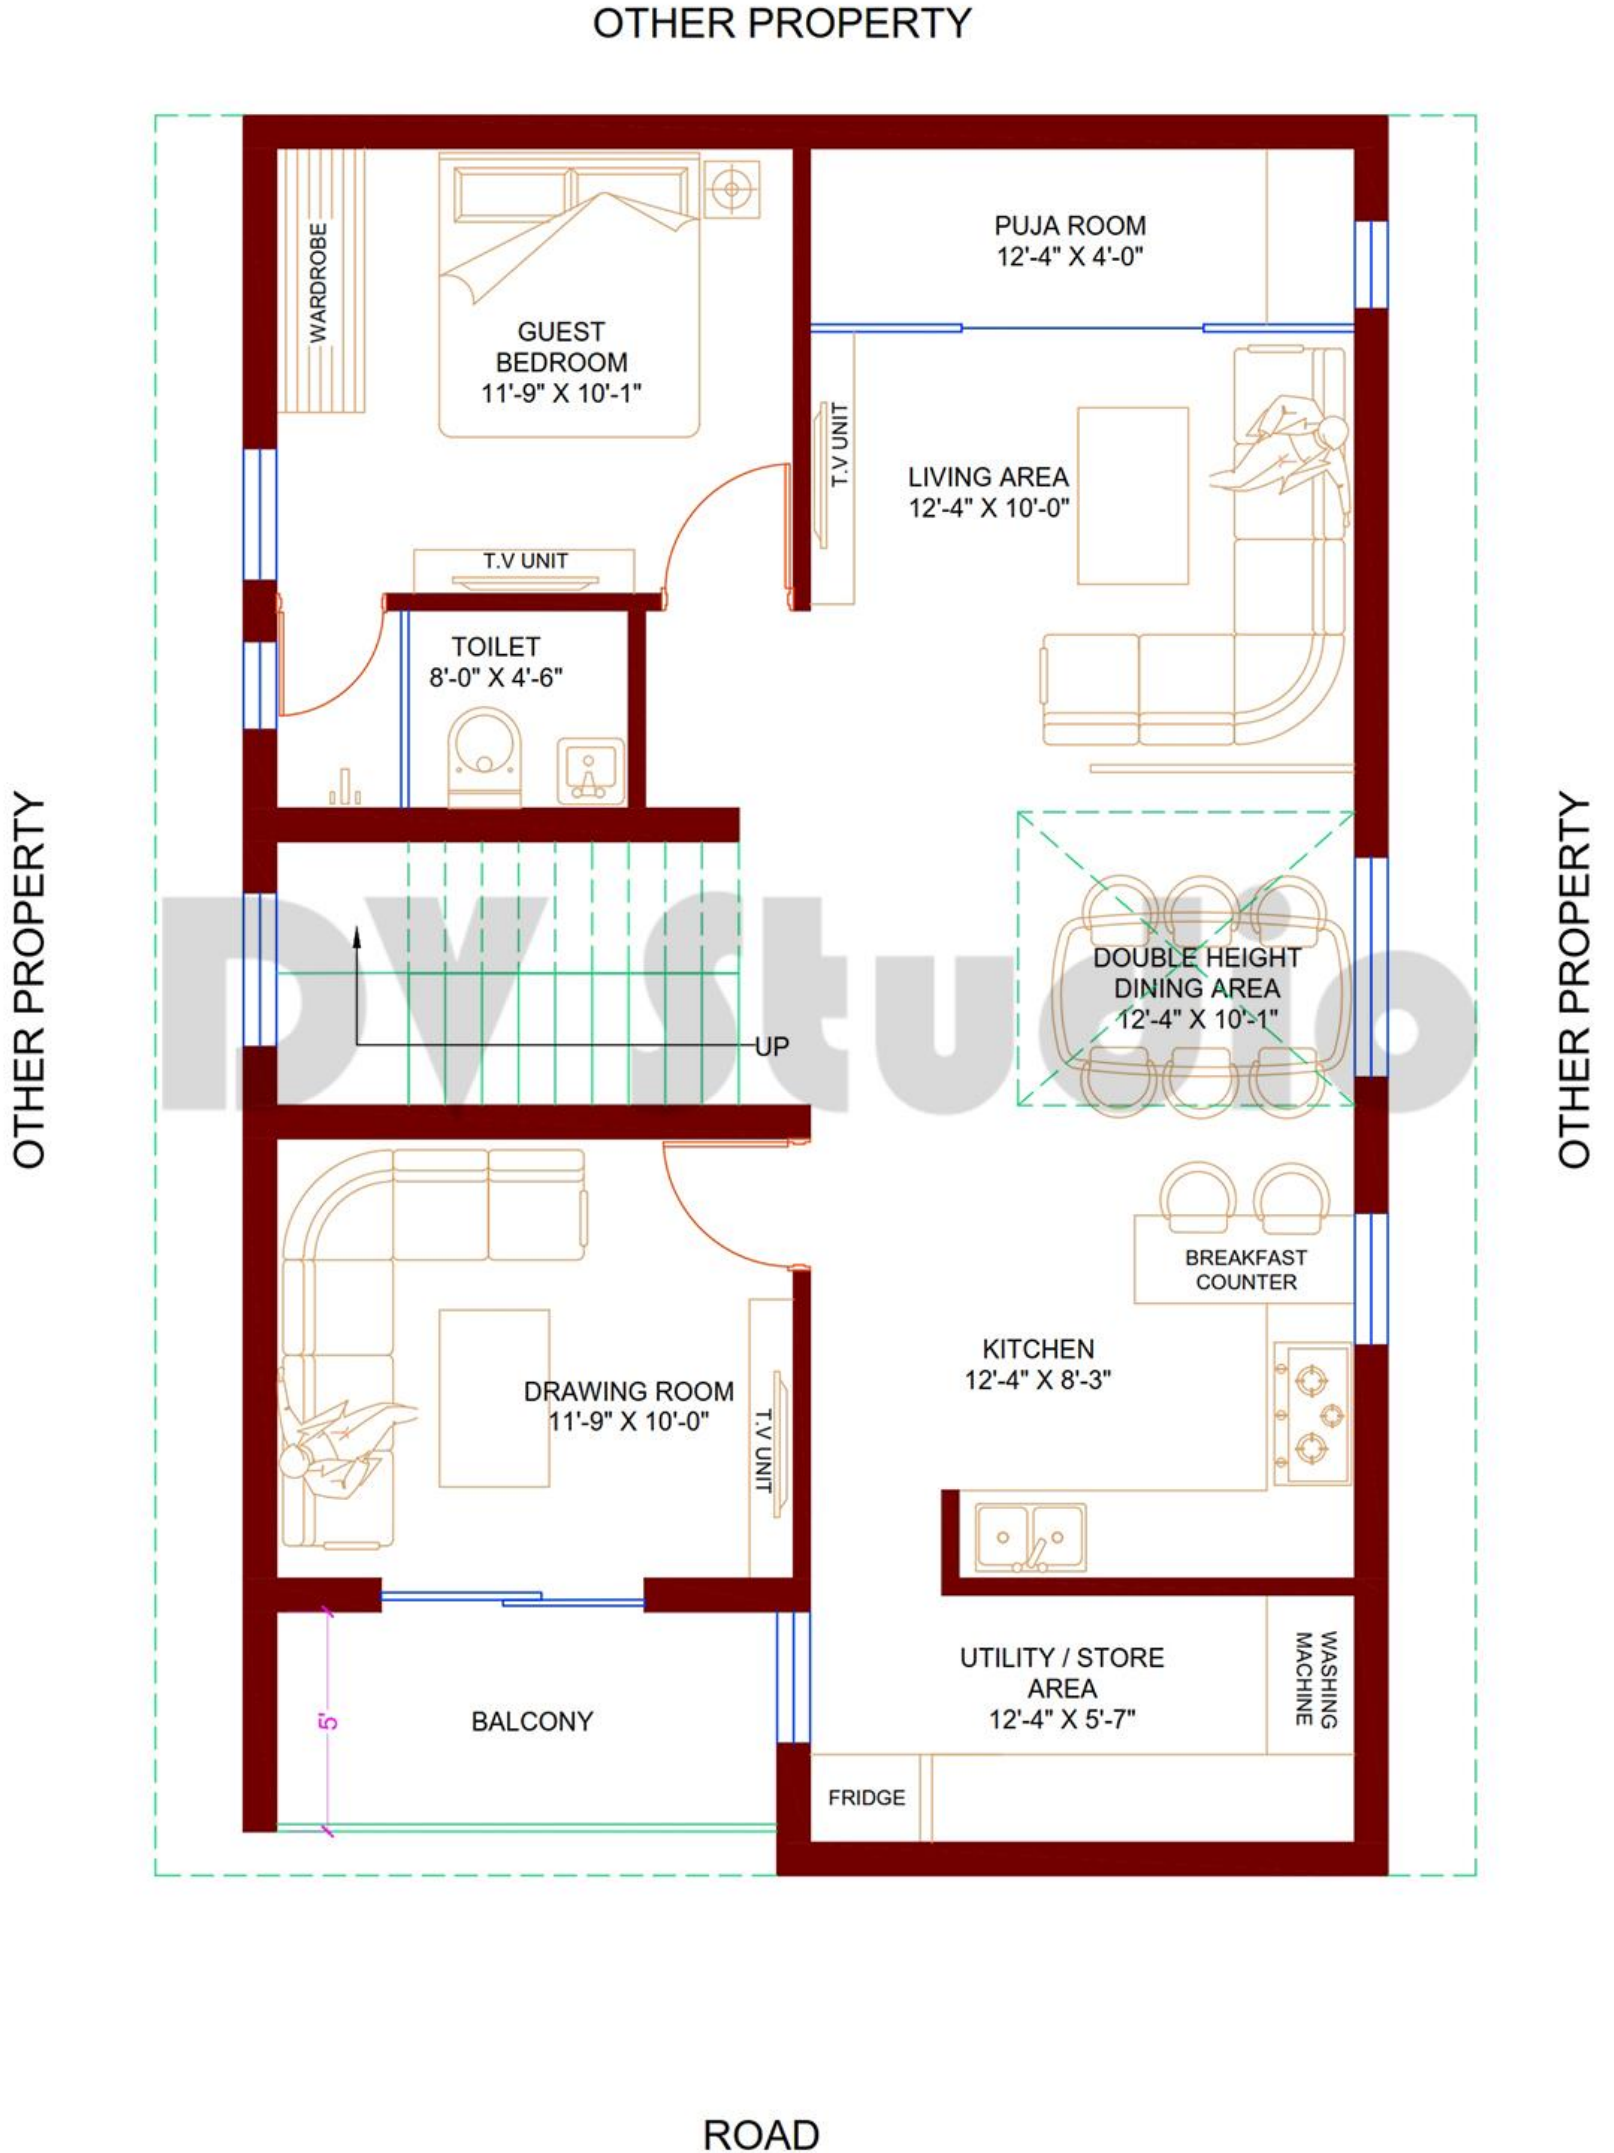 OTHER PROPERTY
WARDROBE
GUEST
BEDROOM
11'-9" X 10'-1"
T.V UNIT
PUJA ROOM
12'-4" X 4'-0"
T.V UNIT
LIVING AREA
12'-4" X 10'-0"
TOILET
8'-0" X 4'-6"
OTHER PROPERTY
DV Studio
UP
DOUBLE HEIGHT
DINING AREA
12'-4" X 10'-1"
OTHER PROPERTY
BREAKFAST
COUNTER
KITCHEN
12'-4" X 8'-3"
DRAWING ROOM
11'-9" X 10'-0"
T.V UNIT
UTILITY / STORE
AREA
12'-4" X 5'-7"
WASHING
MACHINE
5'
BALCONY
FRIDGE
ROAD